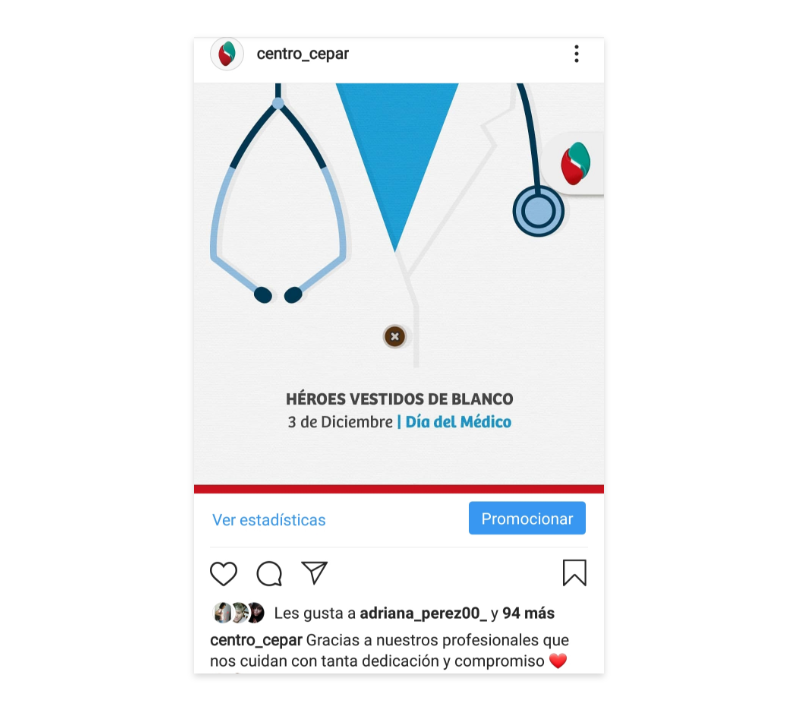 centro_cepar
HÉROES VESTIDOS DE BLANCO
3 de Diciembre | Día del Médico
Ver estadísticas
Promocionar
Les gusta a adriana_perez00_ y 94 más
centro_cepar Gracias a nuestros profesionales que
nos cuidan con tanta dedicación y compromiso ❤️